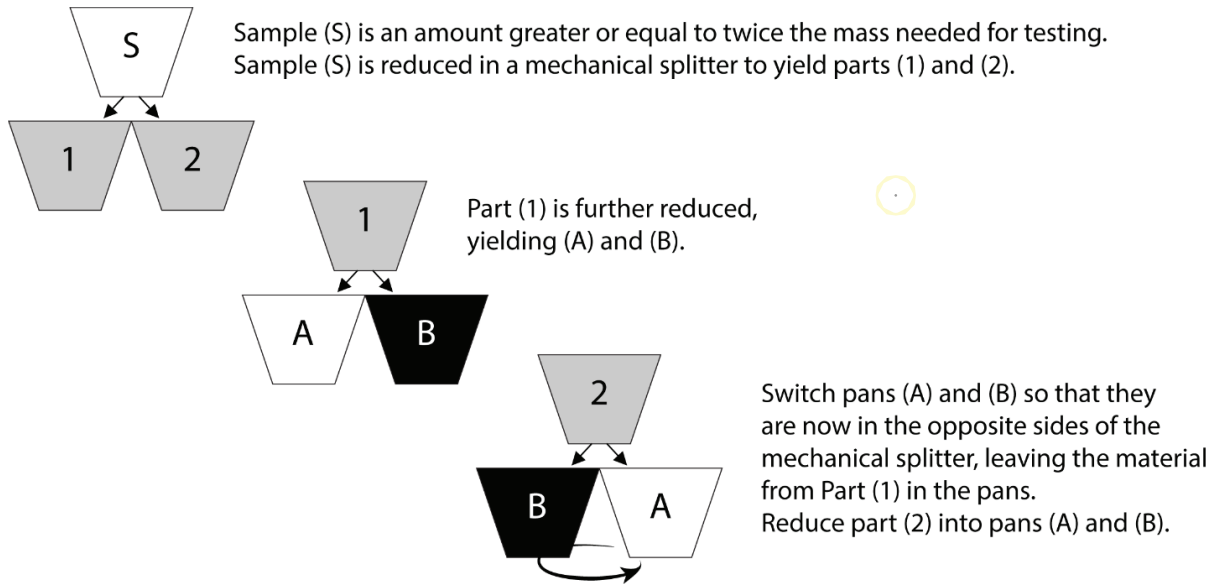 S
Sample (S) is an amount greater or equal to twice the mass needed for testing.
Sample (S) is reduced in a mechanical splitter to yield parts (1) and (2).
1
2
1
Part (1) is further reduced,
yielding (A) and (B).
A
B
2
Switch pans (A) and (B) so that they
are now in the opposite sides of the
mechanical splitter, leaving the material
from Part (1) in the pans.
Reduce part (2) into pans (A) and (B).
B
A